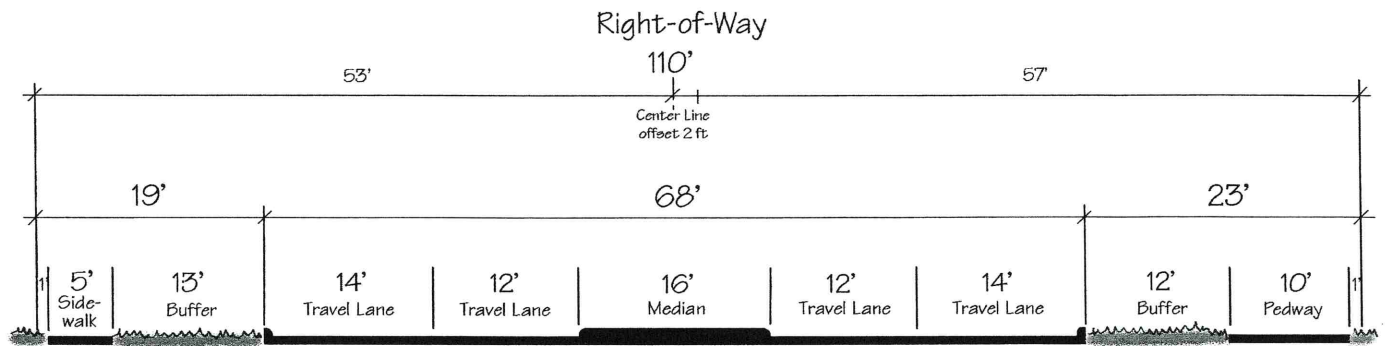 Right-of-Way
110'
53'
57'
Center Line
offset 2 ft
19'
68'
23'
1'
5'
Side-
walk
13'
Buffer
14'
Travel Lane
12'
Travel Lane
16'
Median
12'
Travel Lane
14'
Travel Lane
12'
Buffer
10'
Pedway
1'